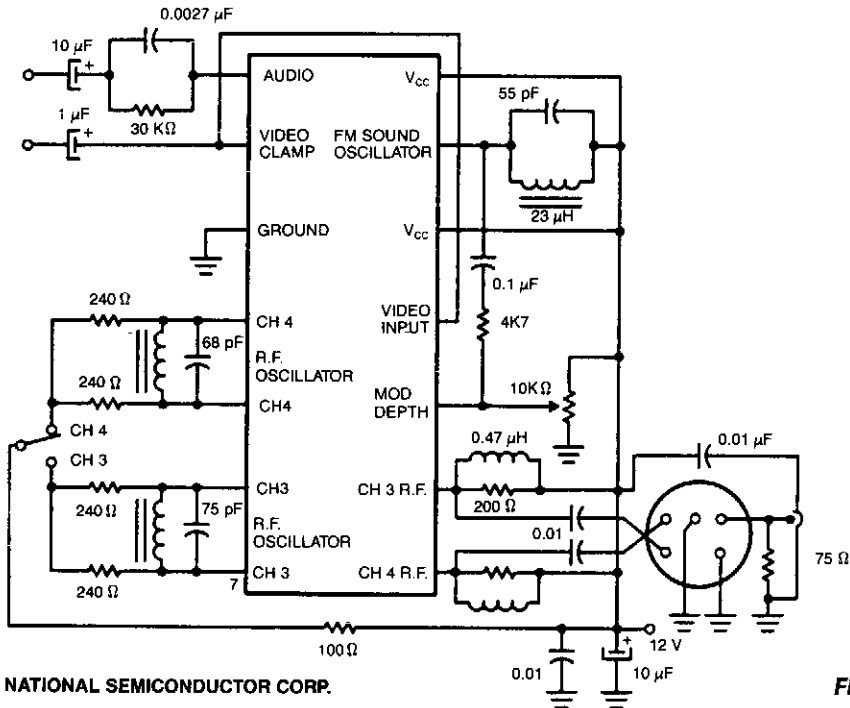 0.0027 µF
10 µF
+
30 KΩ
1 µF
+
AUDIO
VIDEO
CLAMP
GROUND
CH 4
R.F.
OSCILLATOR
CH4
CH3
R.F.
OSCILLATOR
CH 3
7
VCC
FM SOUND
OSCILLATOR
VCC
VIDEO
INPUT
MOD
DEPTH
CH 3 R.F.
CH 4 R.F.
55 pF
23 µH
0.1 µF
4K7
10KΩ
240 Ω
68 pF
240 Ω
CH 4
CH 3
240 Ω
75 pF
240 Ω
0.47 µH
200 Ω
0.01
0.01 µF
75 Ω
100Ω
12 V
0.01
+
10 µF
NATIONAL SEMICONDUCTOR CORP.